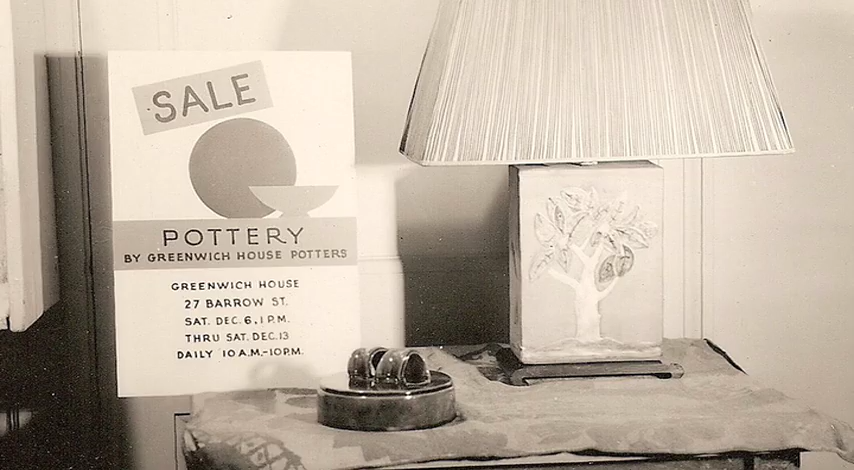 SALE
POTTERY
BY GREENWICH HOUSE POTTERS
GREENWICH HOUSE
27 BARROW ST.
SAT. DEC. 6, 1 P.M.
THRU SAT. DEC. 13
DAILY 10 A.M.-10 P.M.